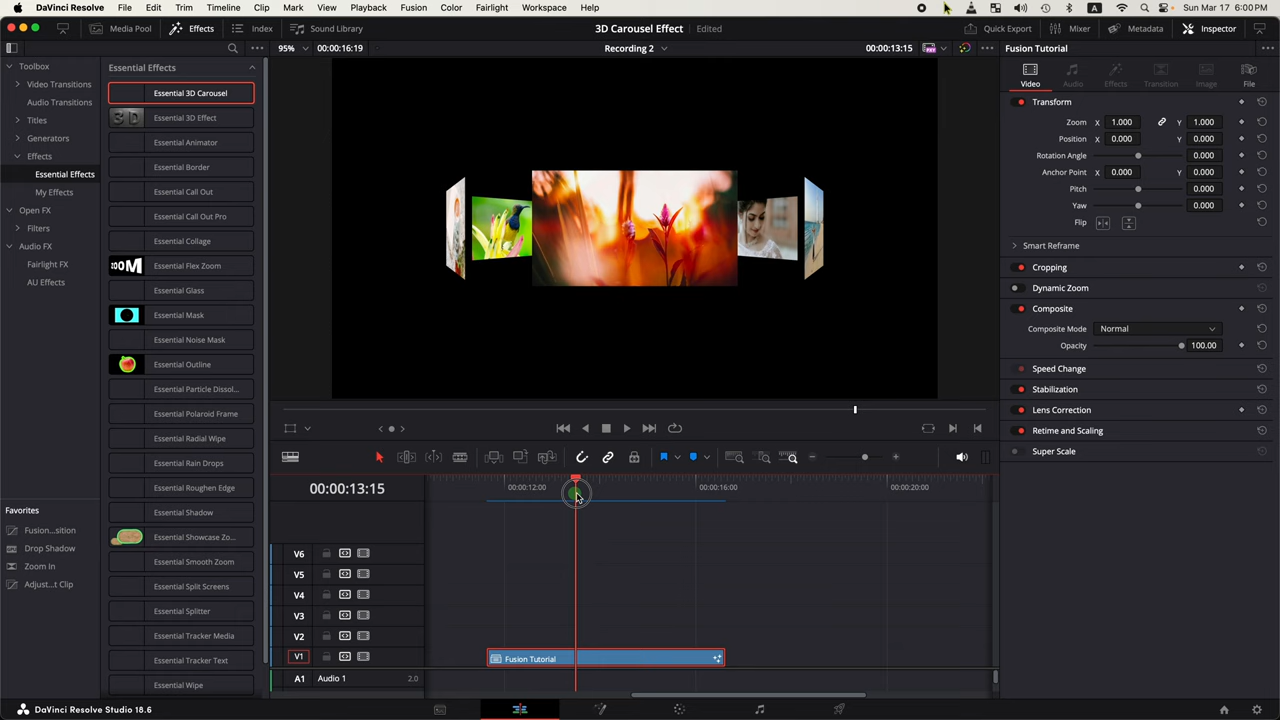 DaVinci Resolve File Edit Trim Timeline Clip Mark View Playback Fusion Color Fairlight Workspace Help A Sun Mar 17 6:00 PM
Media Pool Effects Index Sound Library 3D Carousel Effect Edited Quick Export Mixer Metadata Inspector
95% 00:00:16:19 Recording 2 00:00:13:15 Fusion Tutorial
Toolbox
Video Transitions
Audio Transitions
Titles
Generators
Effects
Essential Effects
My Effects
Open FX
Filters
Audio FX
Fairlight FX
AU Effects
Favorites
Fusion...sition
Drop Shadow
Zoom In
Adjust...t Clip
Essential Effects
Essential 3D Carousel
3D Essential 3D Effect
Essential Animator
Essential Border
Essential Call Out
Essential Call Out Pro
Essential Collage
Essential Flex Zoom
Essential Glass
Essential Mask
Essential Noise Mask
Essential Outline
Essential Particle Dissol...
Essential Polaroid Frame
Essential Radial Wipe
Essential Rain Drops
Essential Roughen Edge
Essential Shadow
Essential Showcase Zo...
Essential Smooth Zoom
Essential Split Screens
Essential Splitter
Essential Tracker Media
Essential Tracker Text
Essential Wipe
Video Audio Effects Transition Image File
Transform
Zoom X 1.000 Y 1.000
Position X 0.000 Y 0.000
Rotation Angle 0.000
Anchor Point X 0.000 Y 0.000
Pitch 0.000
Yaw 0.000
Flip
Smart Reframe
Cropping
Dynamic Zoom
Composite
Composite Mode Normal
Opacity 100.00
Speed Change
Stabilization
Lens Correction
Retime and Scaling
Super Scale
00:00:13:15 00:00:12:00 00:00:16:00 00:00:20:00
V6
V5
V4
V3
V2
V1 Fusion Tutorial
A1 Audio 1 2.0
DaVinci Resolve Studio 18.6